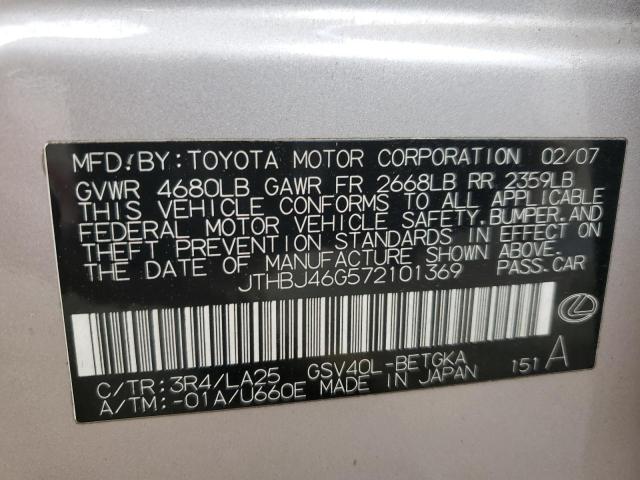 MFD/BY: TOYOTA MOTOR CORPORATION 02/07
GVWR 4680LB GAWR FR 2668LB RR 2359LB
THIS VEHICLE CONFORMS TO ALL APPLICABLE
FEDERAL MOTOR VEHICLE SAFETY, BUMPER, AND
THEFT PREVENTION STANDARDS IN EFFECT ON
THE DATE OF MANUFACTURE SHOWN ABOVE.
JTHBJ46G572101369 PASS. CAR
C/TR: 3R4/LA25 GSV40L-BETGKA 151 A
A/TM: -01A/U660E MADE IN JAPAN